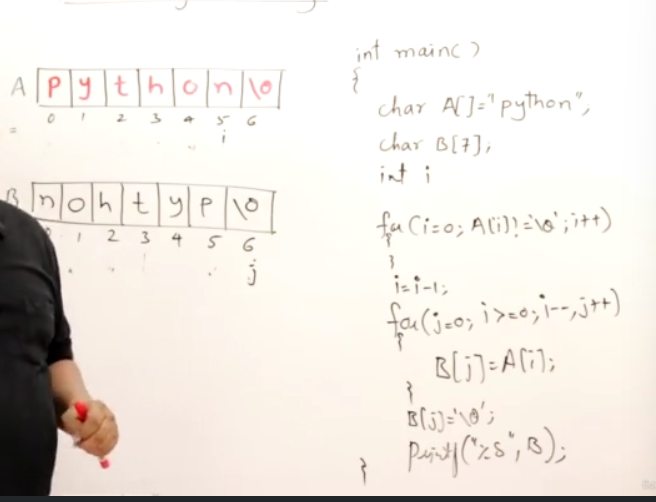 A p y t h o n \0
0 1 2 3 4 5 6
i
B n o h t y p \0
1 2 3 4 5 6
j
int main()
{
char A[]="python",
char B[7];
int i
for(i=0; A[i]!='\0';i++)
{
}
i=i-1;
for(j=0; i>=0;i--,j++)
{
B[j]=A[i];
}
B[j]='\0';
printf("%s",B);
}